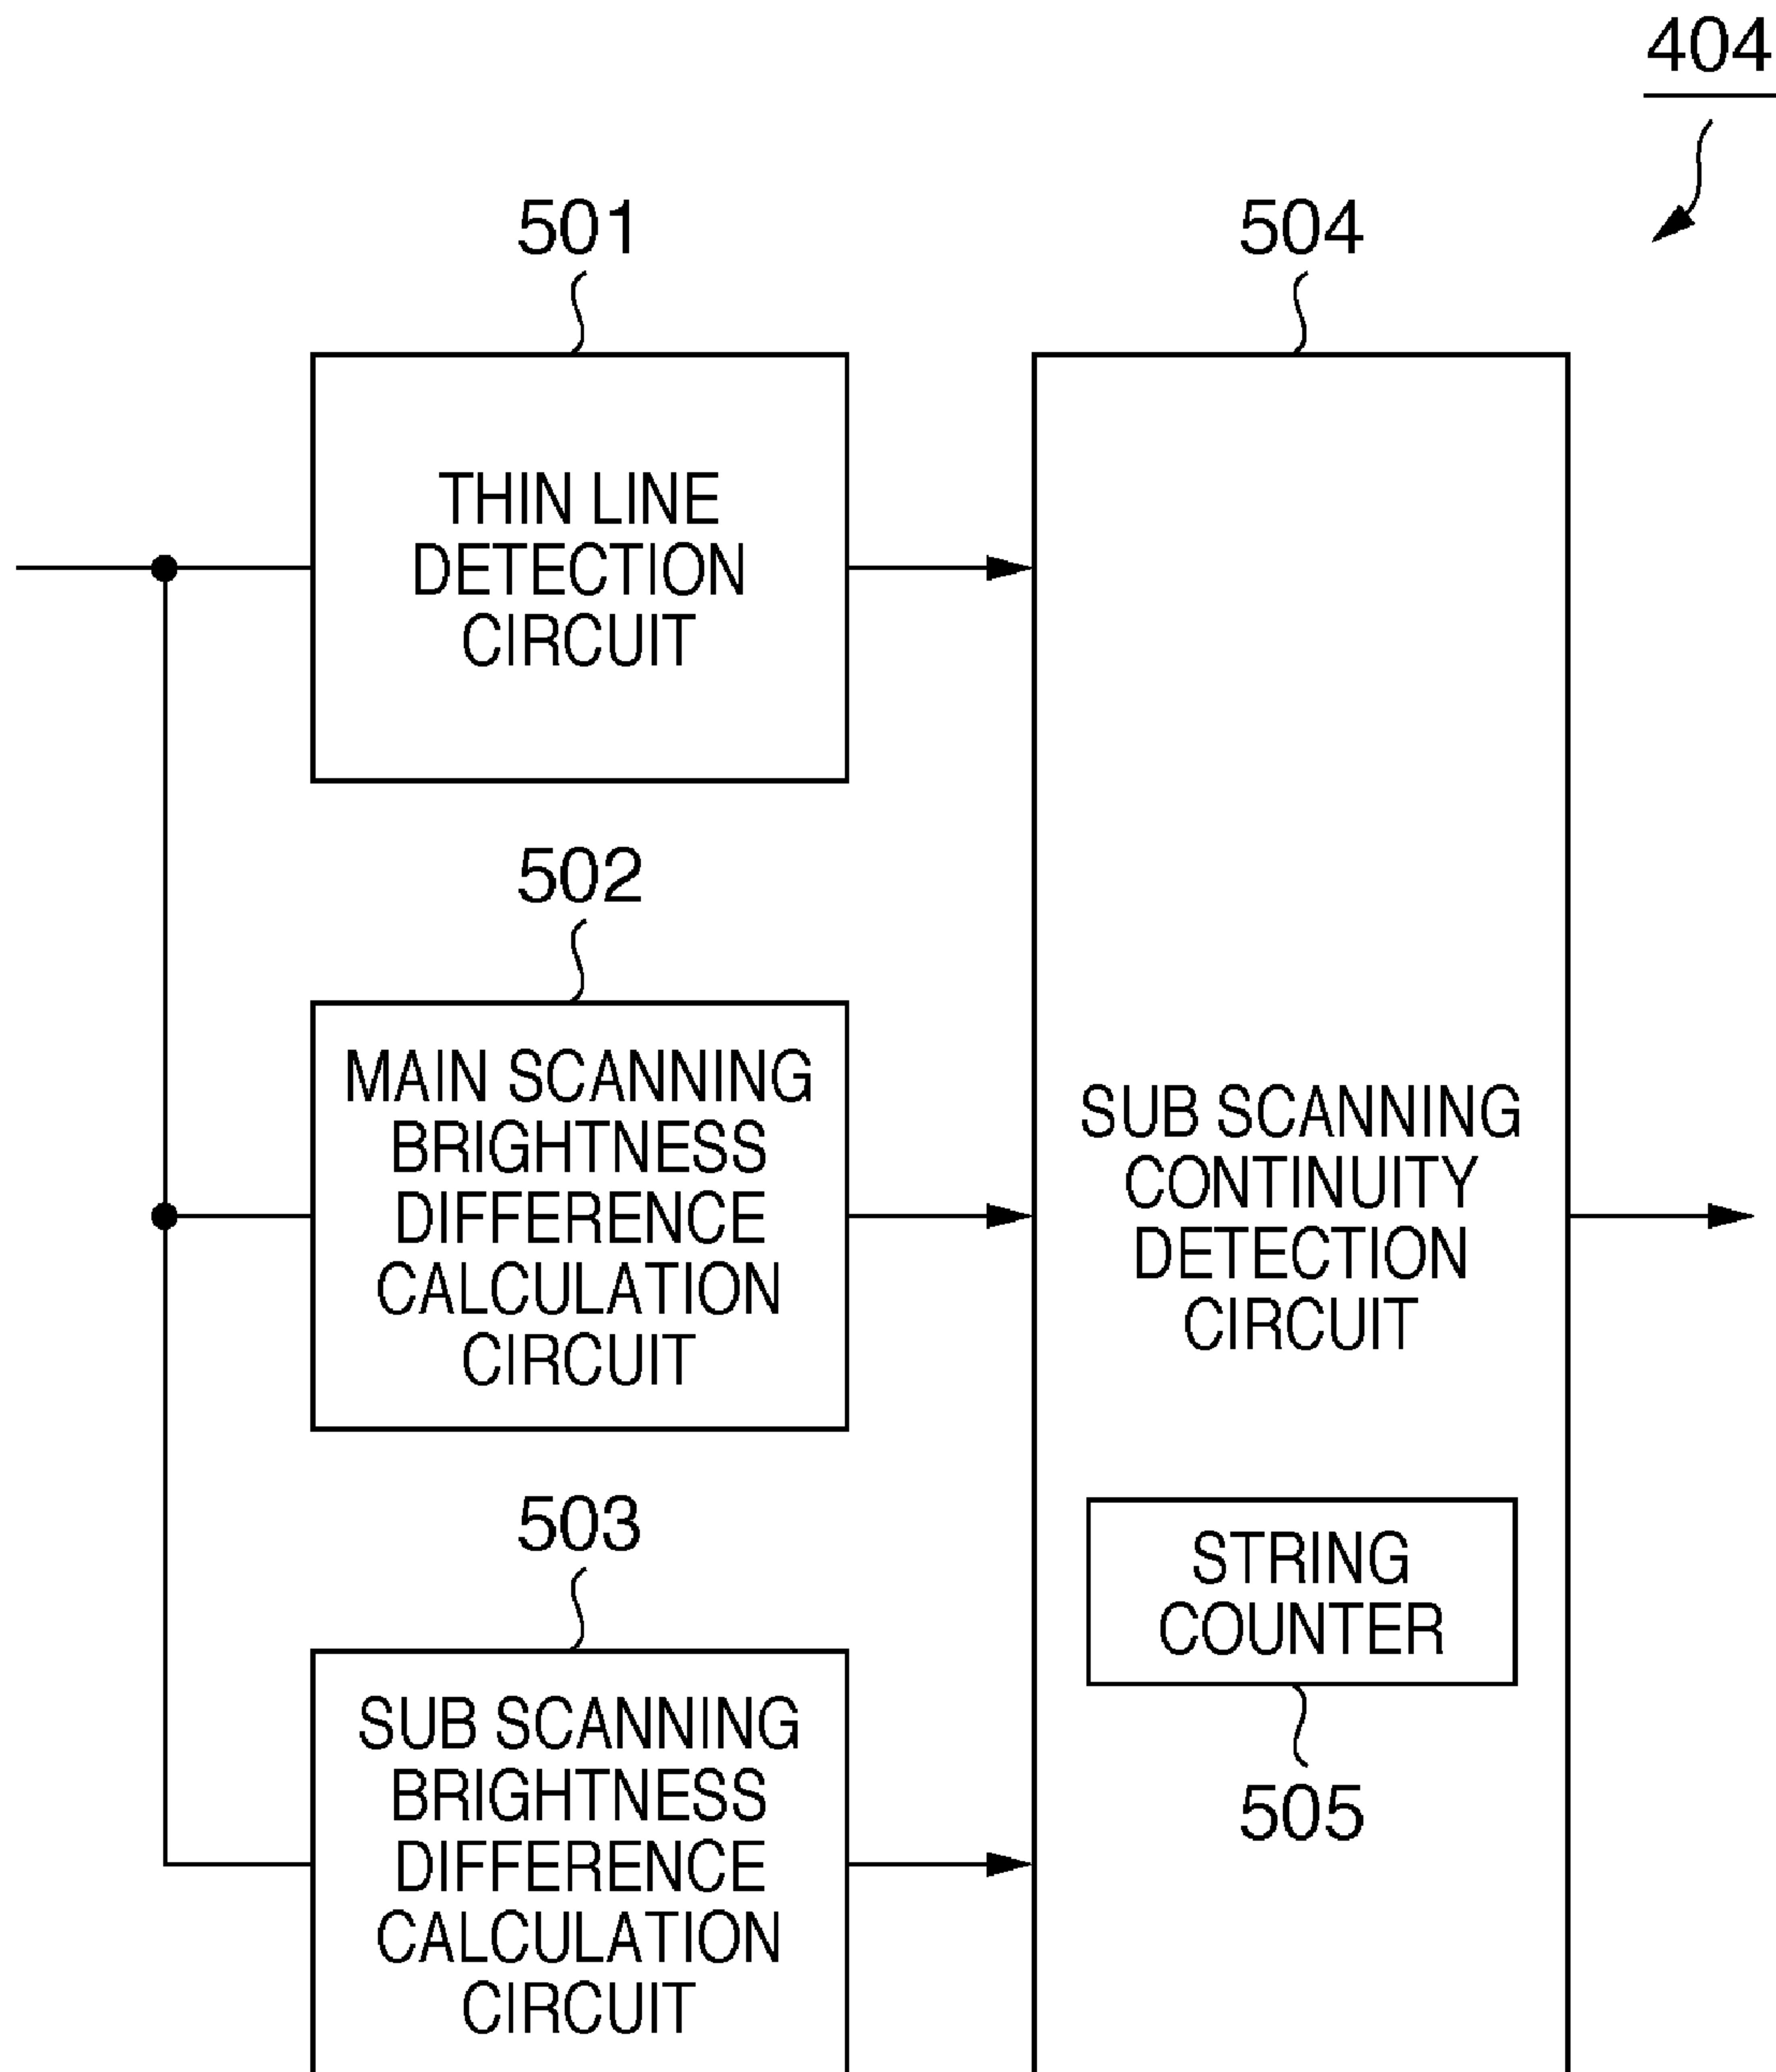 404
501
THIN LINE
DETECTION
CIRCUIT
502
MAIN SCANNING
BRIGHTNESS
DIFFERENCE
CALCULATION
CIRCUIT
503
SUB SCANNING
BRIGHTNESS
DIFFERENCE
CALCULATION
CIRCUIT
504
SUB SCANNING
CONTINUITY
DETECTION
CIRCUIT
STRING
COUNTER
505